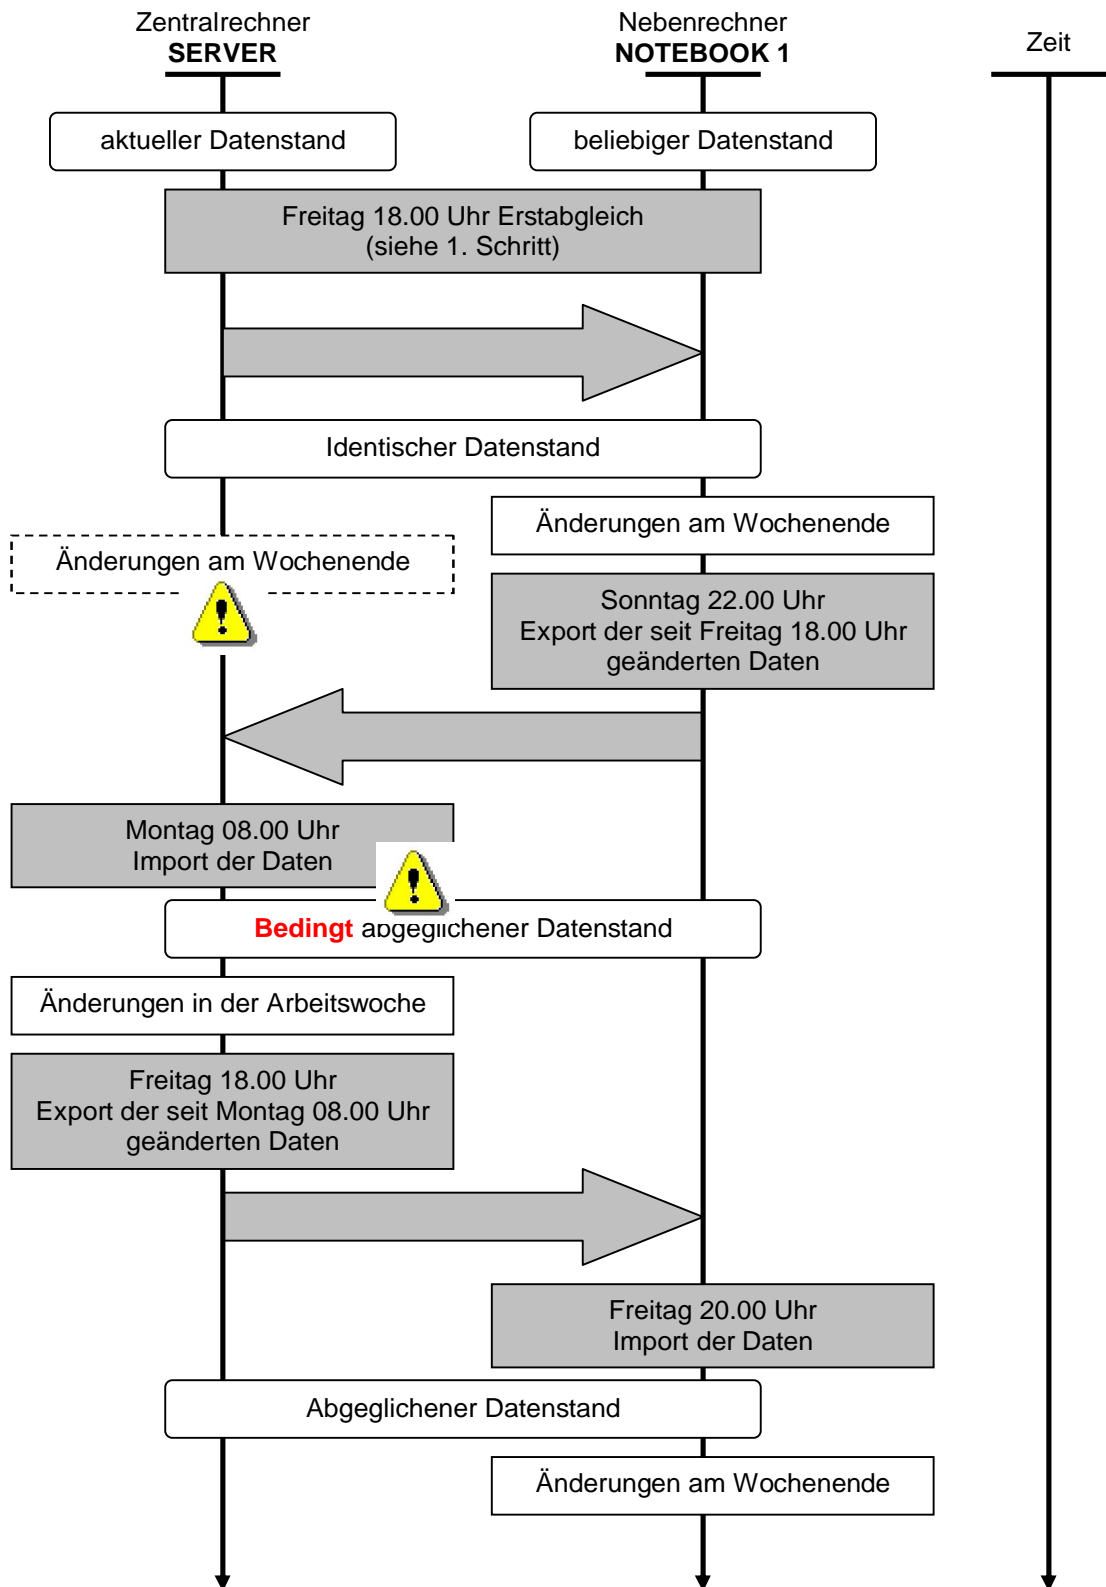 Zentralrechner
SERVER
Nebenrechner
NOTEBOOK 1
Zeit
aktueller Datenstand
beliebiger Datenstand
Freitag 18.00 Uhr Erstabgleich
(siehe 1. Schritt)
Identischer Datenstand
Änderungen am Wochenende
Änderungen am Wochenende
Sonntag 22.00 Uhr
Export der seit Freitag 18.00 Uhr
geänderten Daten
Montag 08.00 Uhr
Import der Daten
Bedingt abgeglichener Datenstand
Änderungen in der Arbeitswoche
Freitag 18.00 Uhr
Export der seit Montag 08.00 Uhr
geänderten Daten
Freitag 20.00 Uhr
Import der Daten
Abgeglichener Datenstand
Änderungen am Wochenende